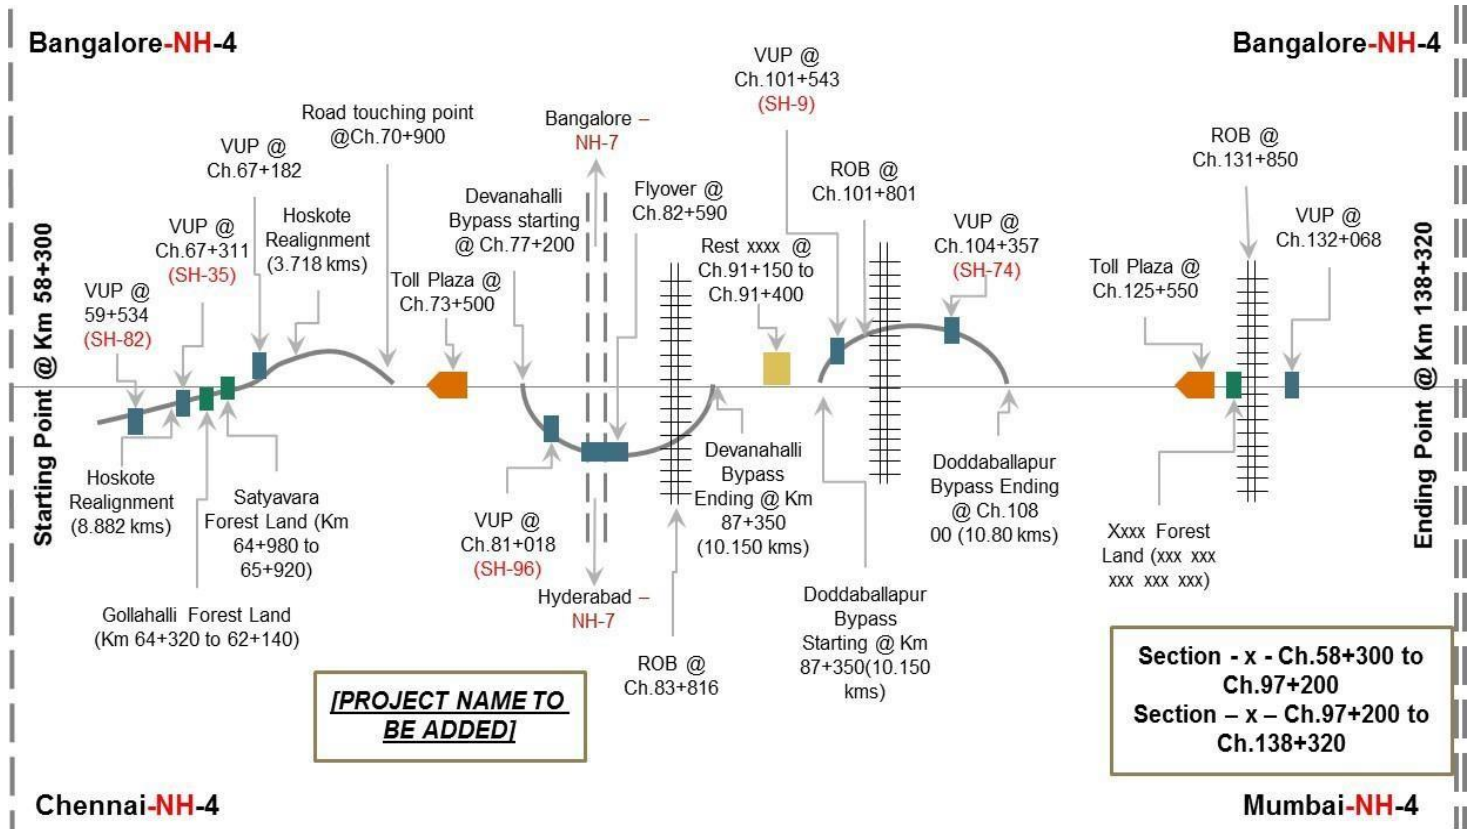 Bangalore-NH-4
Bangalore-NH-4
Starting Point @ Km 58+300
VUP @
59+534
(SH-82)
VUP @
Ch.67+311
(SH-35)
VUP @
Ch.67+182
Hoskote
Realignment
(3.718 kms)
Road touching point
@Ch.70+900
Toll Plaza @
Ch.73+500
Devanahalli
Bypass starting
@ Ch.77+200
Bangalore –
NH-7
Flyover @
Ch.82+590
Rest xxxx @
Ch.91+150 to
Ch.91+400
VUP @
Ch.101+543
(SH-9)
ROB @
Ch.101+801
VUP @
Ch.104+357
(SH-74)
Toll Plaza @
Ch.125+550
ROB @
Ch.131+850
VUP @
Ch.132+068
Ending Point @ Km 138+320
Hoskote
Realignment
(8.882 kms)
Satyavara
Forest Land (Km
64+980 to
65+920)
Gollahalli Forest Land
(Km 64+320 to 62+140)
VUP @
Ch.81+018
(SH-96)
Hyderabad –
NH-7
ROB @
Ch.83+816
Devanahalli
Bypass
Ending @ Km
87+350
(10.150 kms)
Doddaballapur
Bypass
Starting @ Km
87+350(10.150
kms)
Doddaballapur
Bypass Ending
@ Ch.108
00 (10.80 kms)
Xxxx Forest
Land (xxx xxx
xxx xxx xxx)
[PROJECT NAME TO
BE ADDED]
Section - x - Ch.58+300 to
Ch.97+200
Section – x – Ch.97+200 to
Ch.138+320
Chennai-NH-4
Mumbai-NH-4